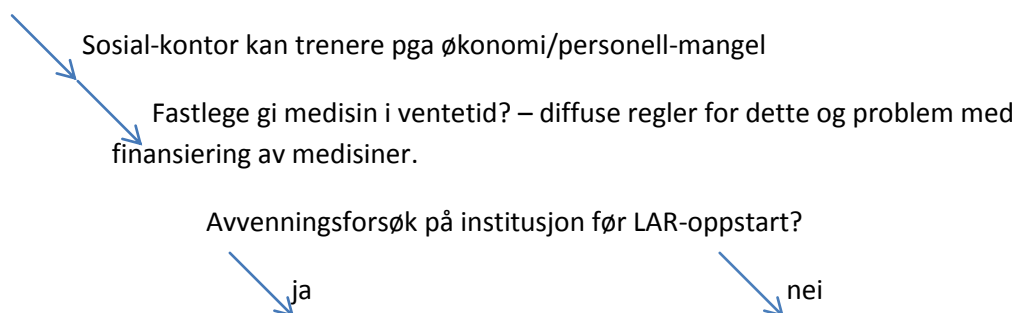 Sosial-kontor kan trenere pga økonomi/personell-mangel
Fastlege gi medisin i ventetid? – diffuse regler for dette og problem med
finansiering av medisiner.
Avvenningsforsøk på institusjon før LAR-oppstart?
ja nei